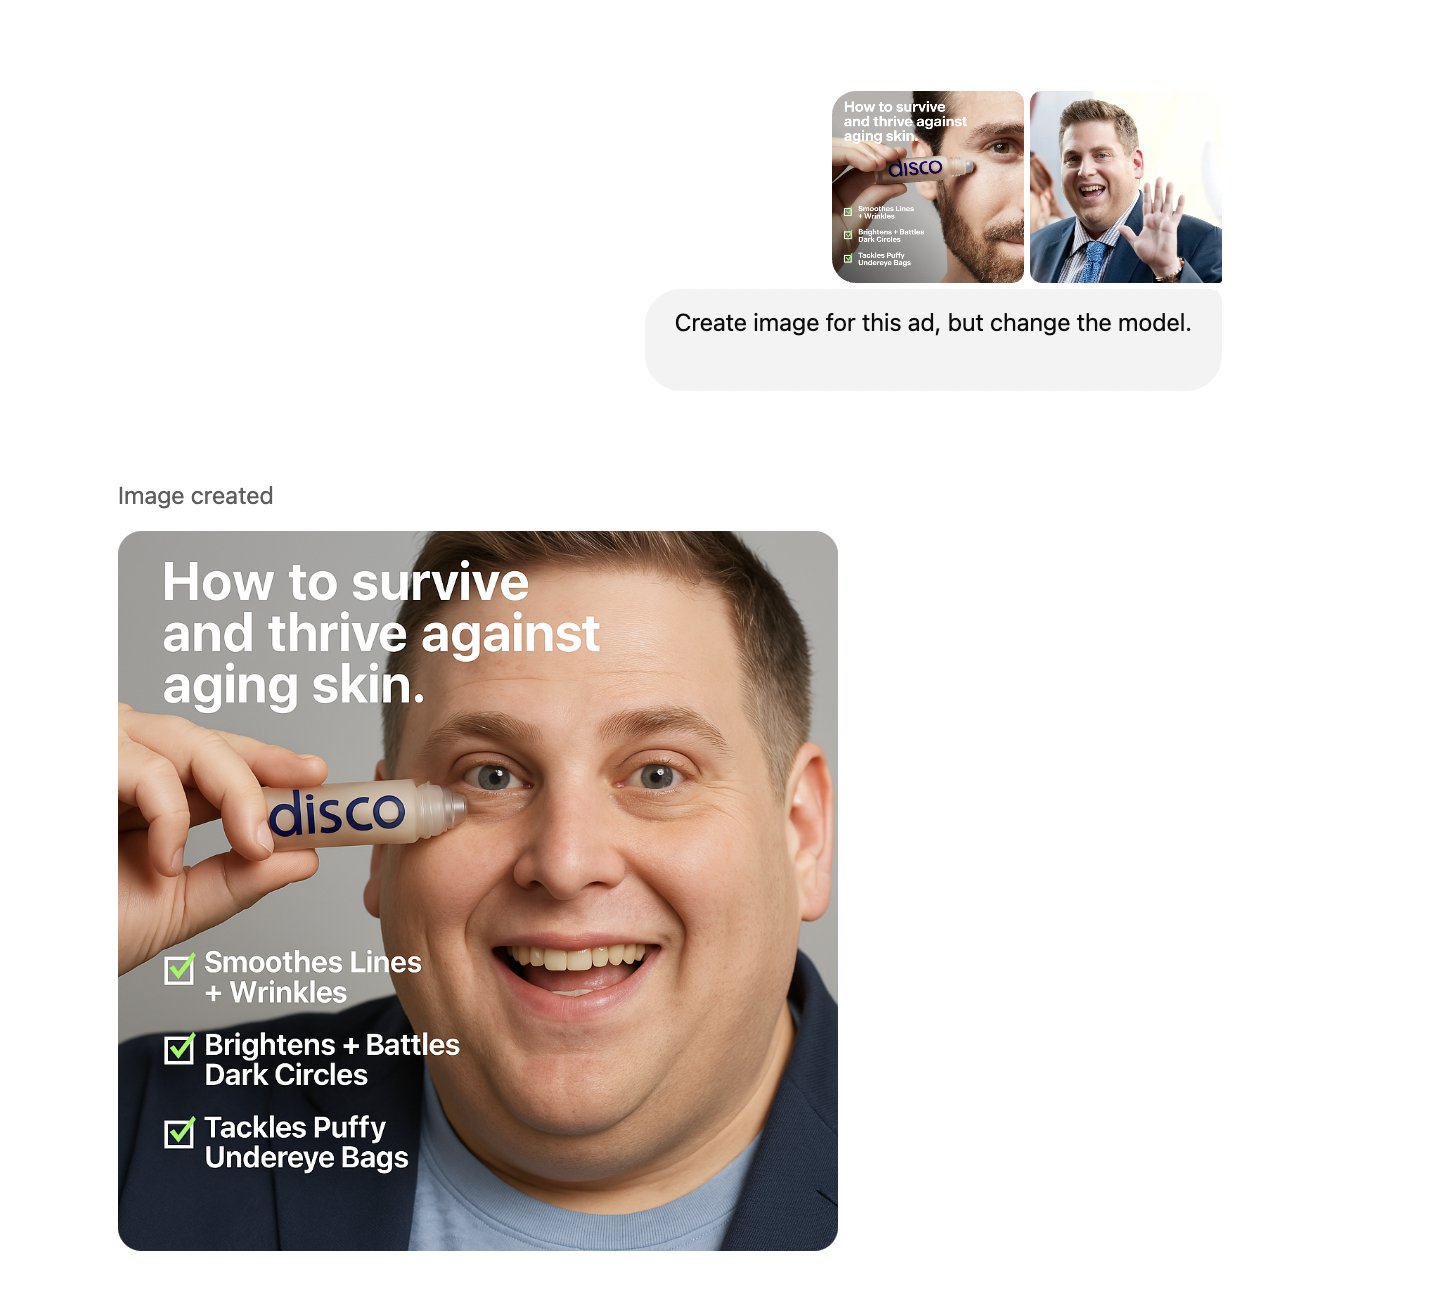 How to survive
and thrive against
aging skin.
disco
Smoothes Lines
+ Wrinkles
Brightens + Battles
Dark Circles
Tackles Puffy
Undereye Bags
Create image for this ad, but change the model.
Image created
How to survive
and thrive against
aging skin.
disco
Smoothes Lines
+ Wrinkles
Brightens + Battles
Dark Circles
Tackles Puffy
Undereye Bags